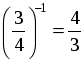 (3/4)⁻¹ = 4/3